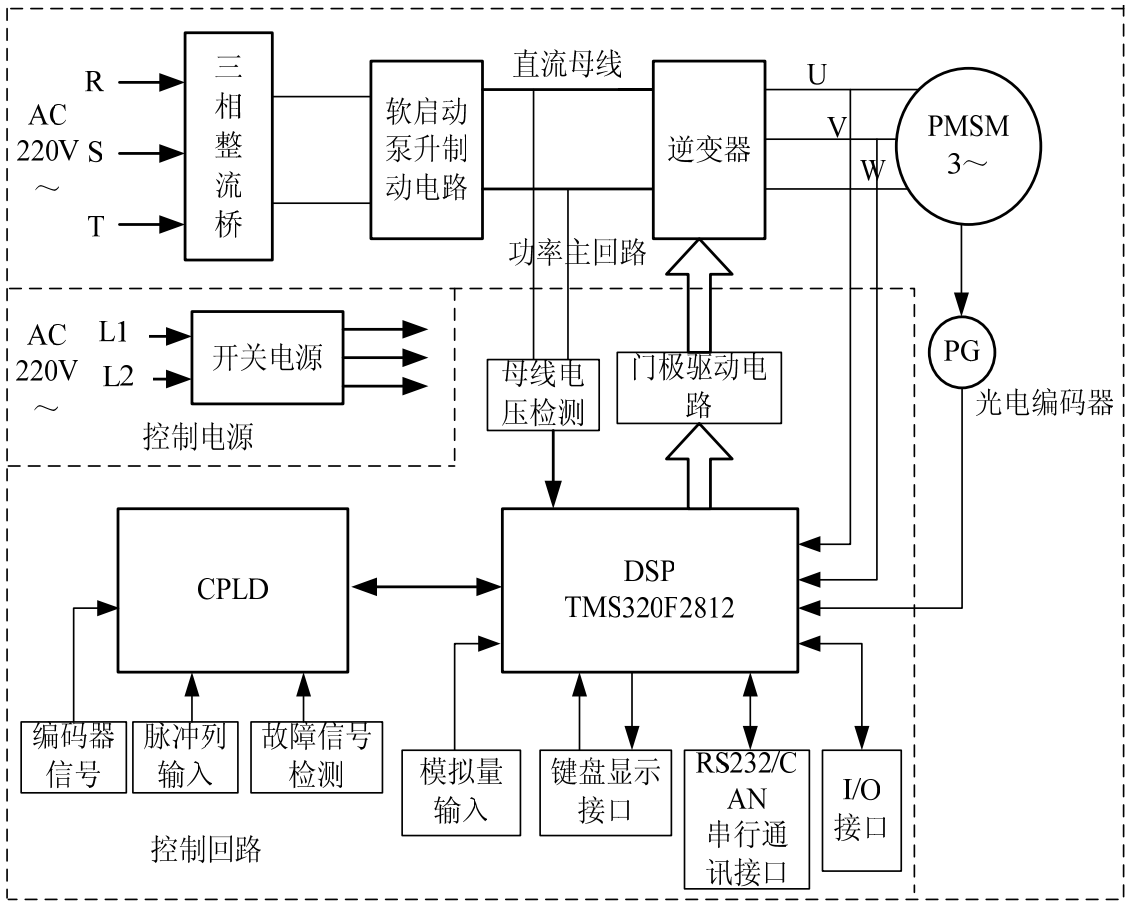 AC
220V
～
R
S
T
三
相
整
流
桥
软启动
泵升制
动电路
直流母线
功率主回路
逆变器
U
V
W
PMSM
3～
AC
220V
～
L1
L2
开关电源
控制电源
母线电
压检测
门极驱动电
路
PG
光电编码器
CPLD
DSP
TMS320F2812
编码器
信号
脉冲列
输入
故障信号
检测
模拟量
输入
键盘显示
接口
RS232/C
AN
串行通
讯接口
I/O
接口
控制回路